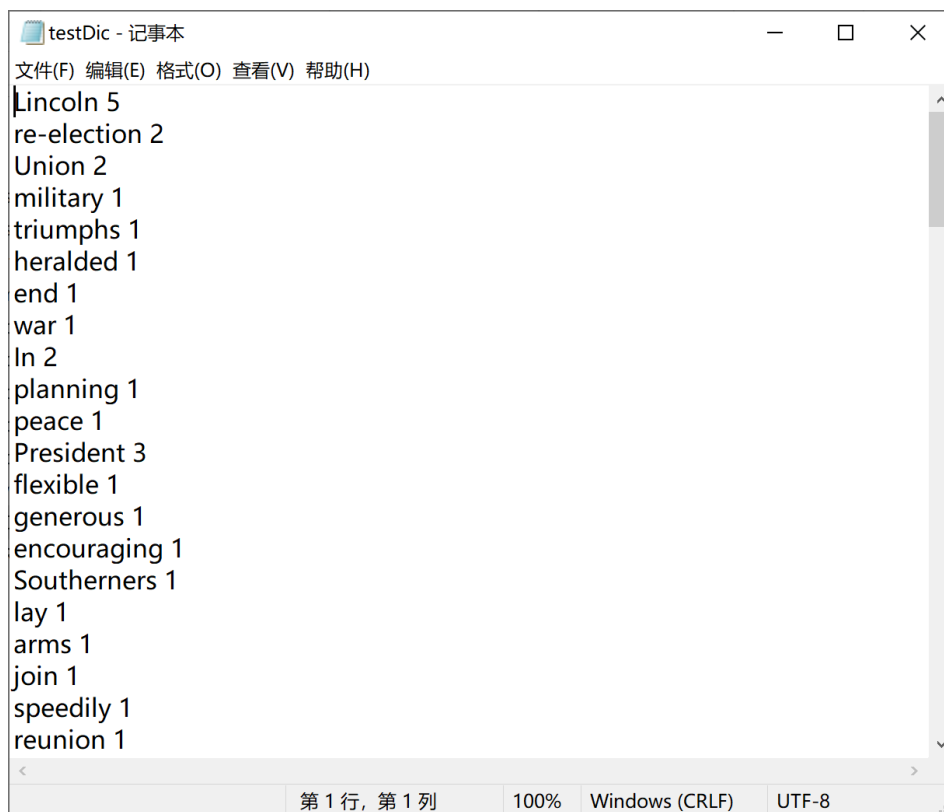 testDic - 记事本
文件(F) 编辑(E) 格式(O) 查看(V) 帮助(H)
Lincoln 5
re-election 2
Union 2
military 1
triumphs 1
heralded 1
end 1
war 1
In 2
planning 1
peace 1
President 3
flexible 1
generous 1
encouraging 1
Southerners 1
lay 1
arms 1
join 1
speedily 1
reunion 1
第 1 行，第 1 列 100% Windows (CRLF) UTF-8